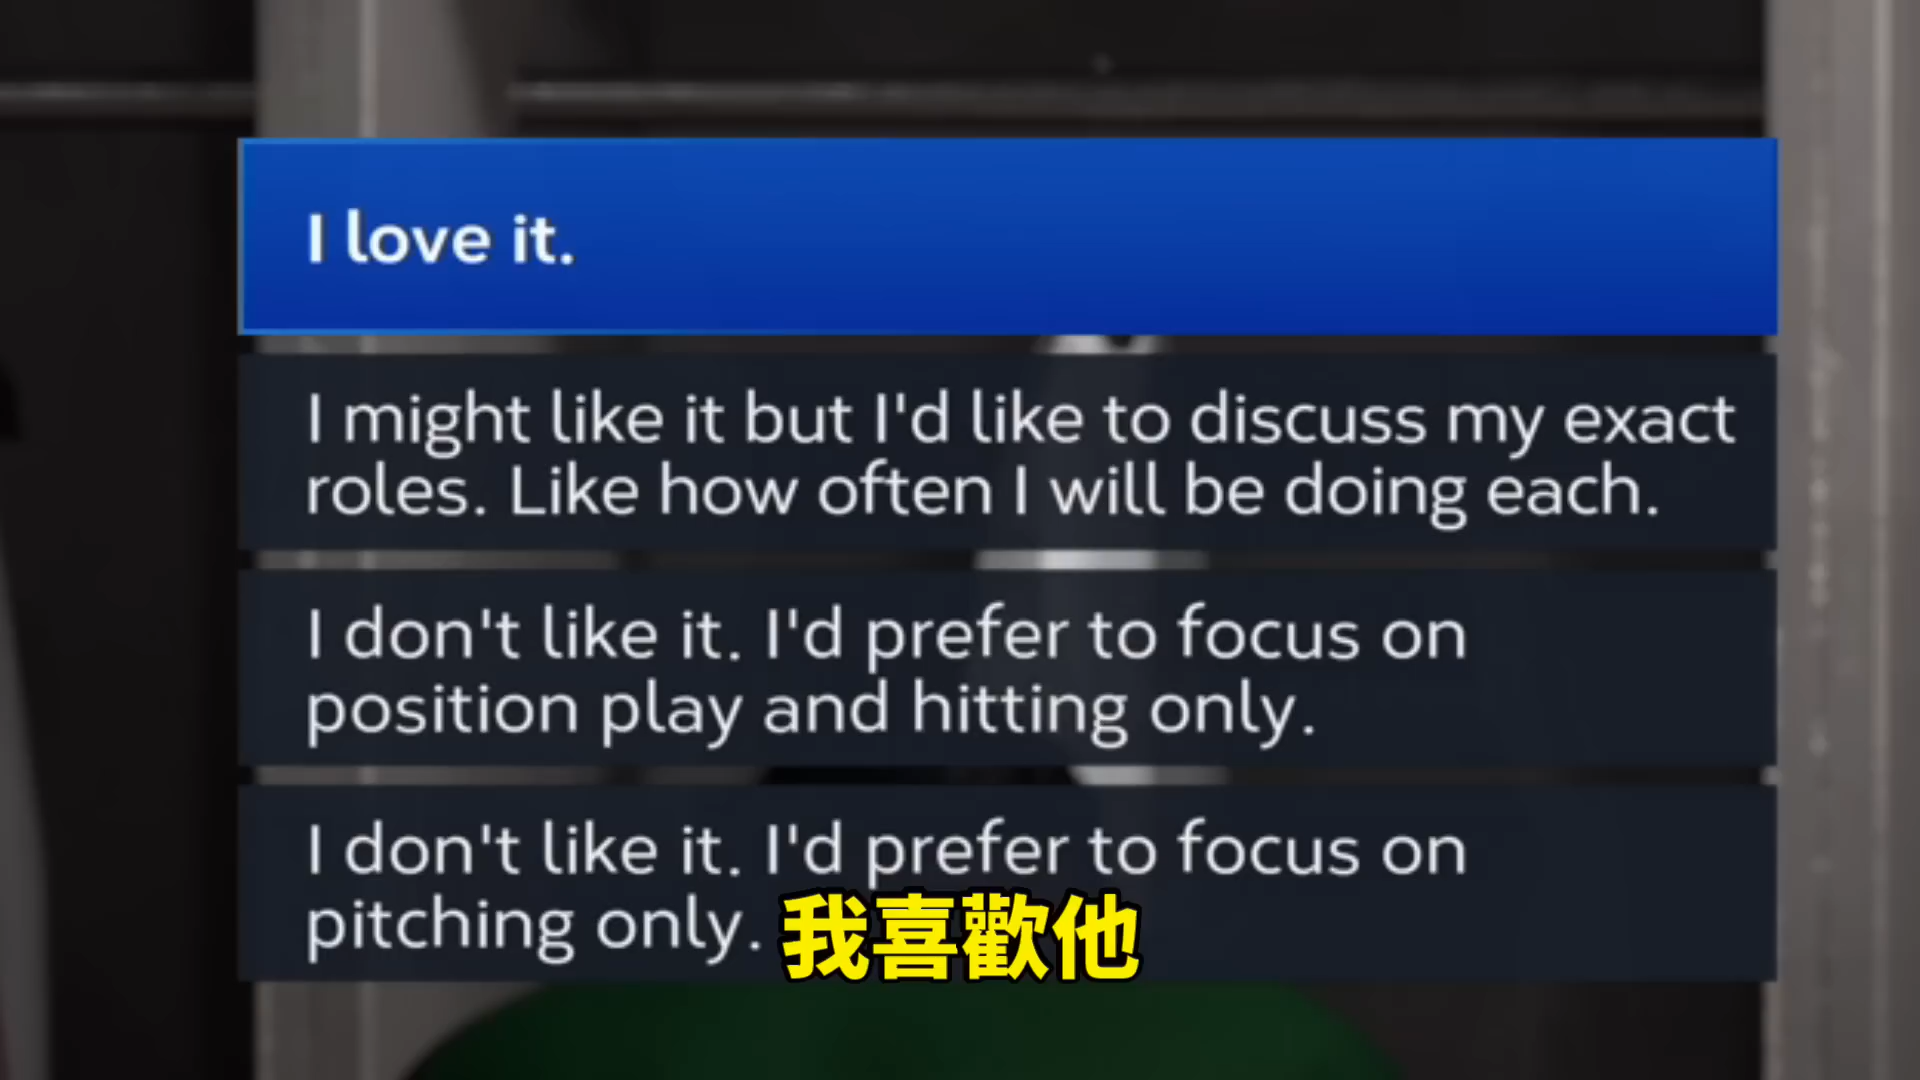 I love it.
I might like it but I'd like to discuss my exact
roles. Like how often I will be doing each.
I don't like it. I'd prefer to focus on
position play and hitting only.
I don't like it. I'd prefer to focus on
pitching only.
我喜歡他